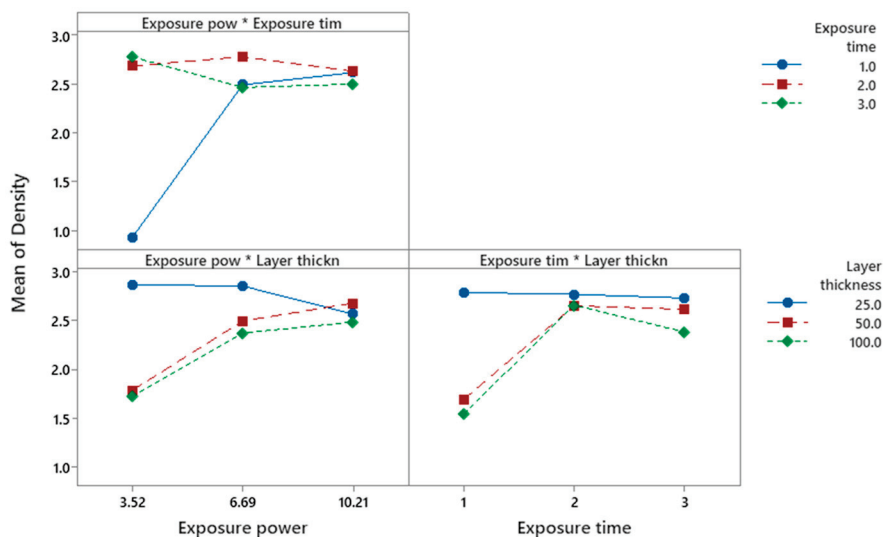 Exposure pow * Exposure tim
Exposure
time
1.0
2.0
3.0
3.0
2.5
2.0
1.5
1.0
Mean of Density
Exposure pow * Layer thickn
Exposure tim * Layer thickn
Layer
thickness
25.0
50.0
100.0
3.0
2.5
2.0
1.5
1.0
3.52
6.69
10.21
1
2
3
Exposure power
Exposure time